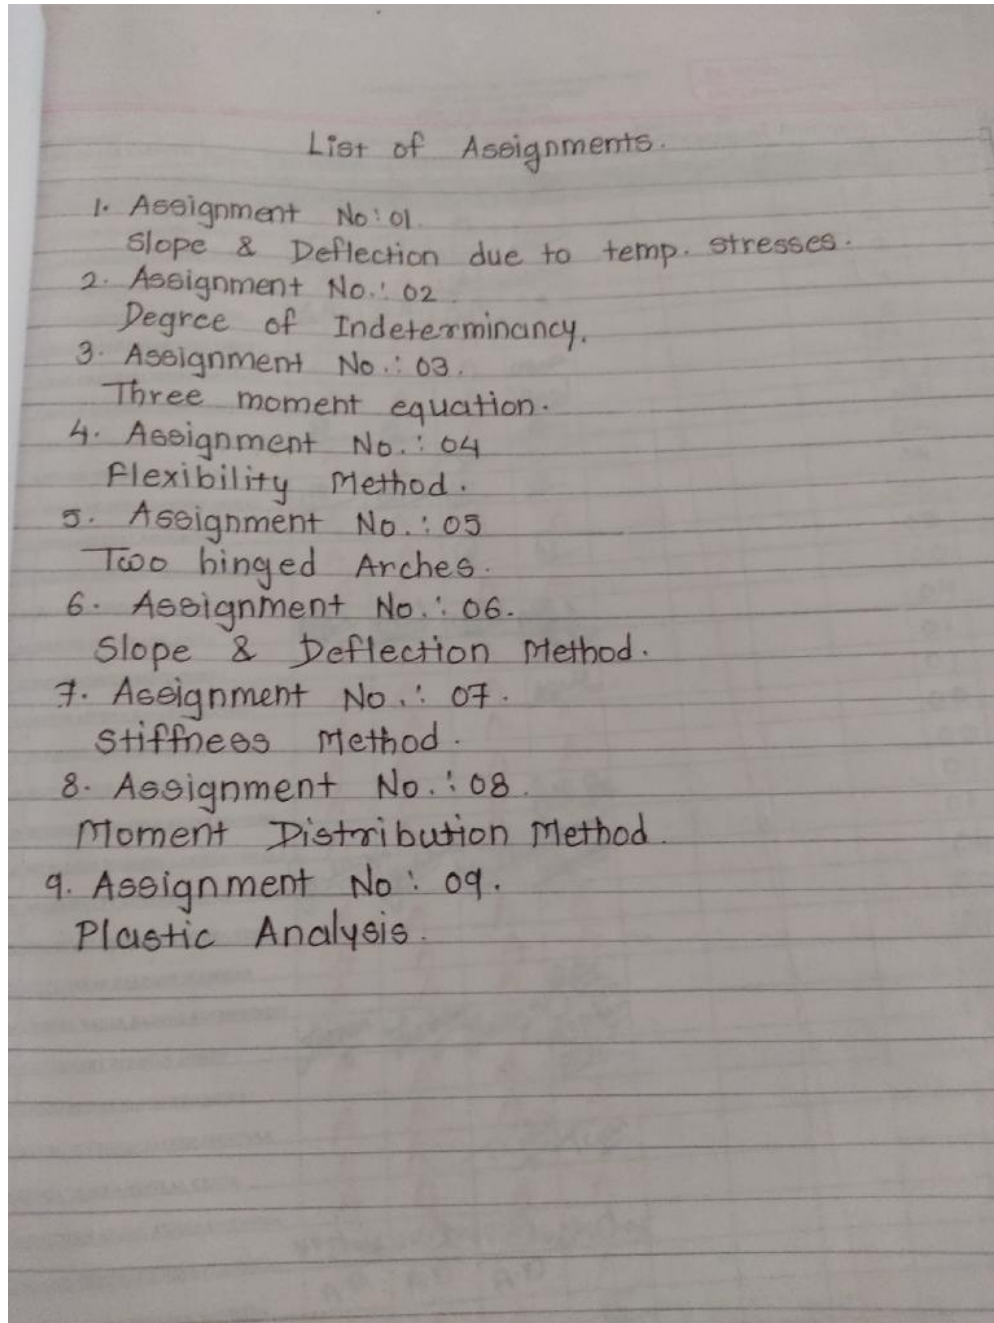 List of Assignments.
1. Assignment No: 01.
Slope & Deflection due to temp. stresses.
2. Assignment No.: 02.
Degree of Indeterminancy.
3. Assignment No.: 03.
Three moment equation.
4. Assignment No.: 04
Flexibility Method.
5. Assignment No.: 05
Two hinged Arches.
6. Assignment No.: 06.
Slope & Deflection Method.
7. Assignment No.: 07.
Stiffness Method.
8. Assignment No.: 08.
Moment Distribution Method.
9. Assignment No: 09.
Plastic Analysis.